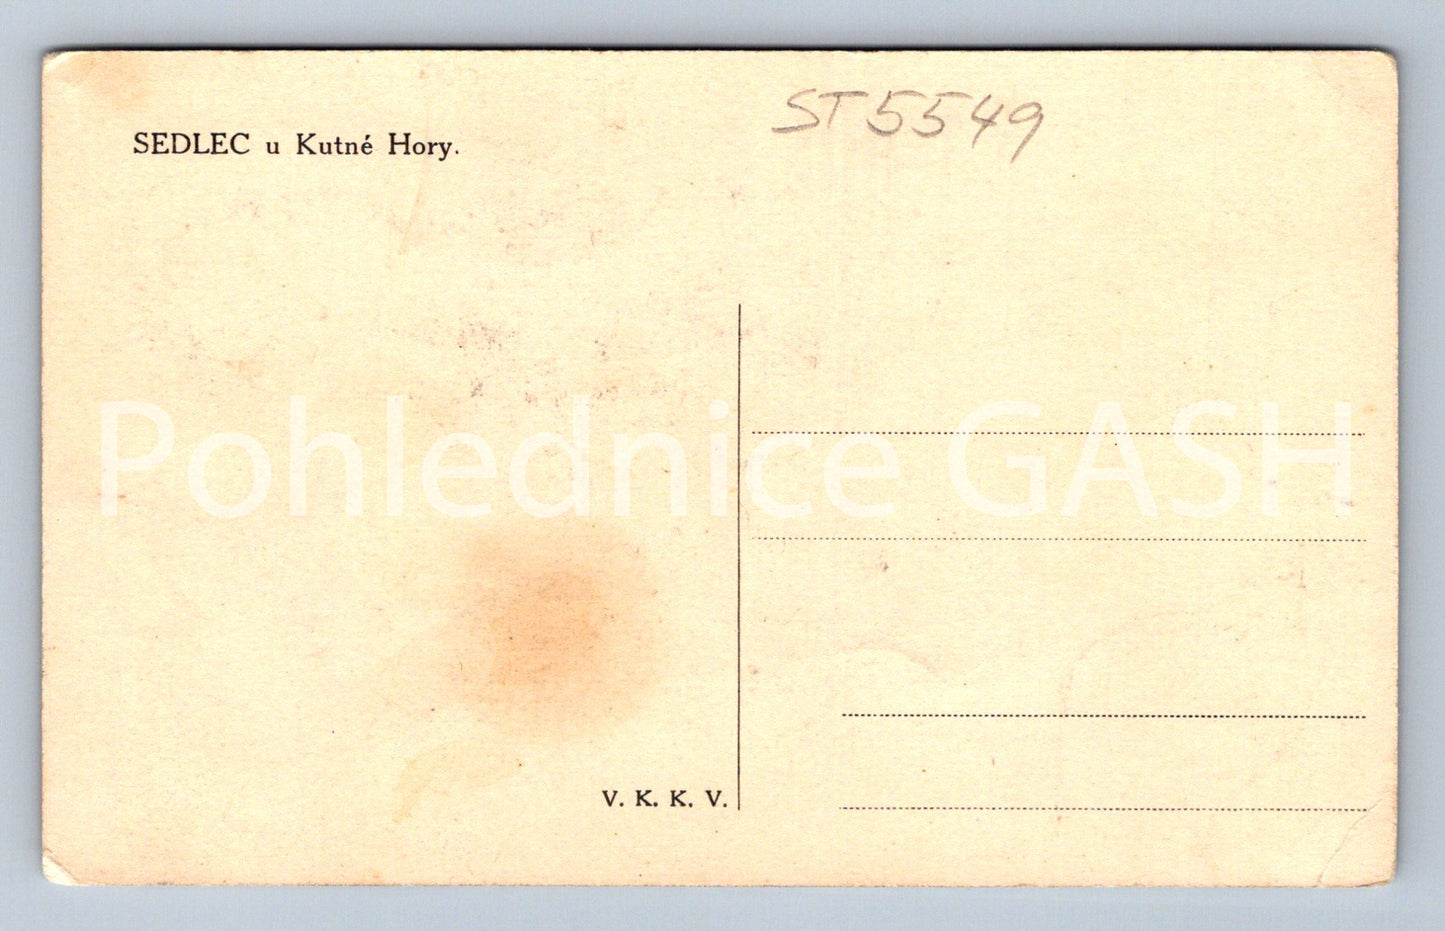 ST5549
SEDLEC u Kutné Hory.
Pohlednice GASH
V. K. K. V.